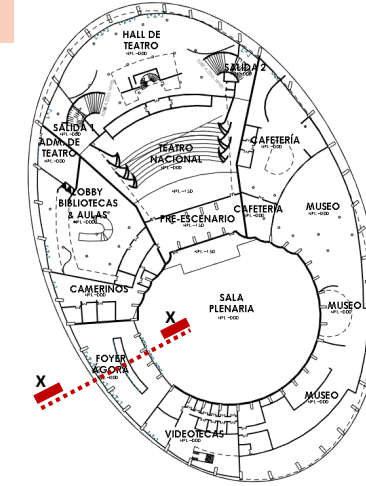 HALL DE
TEATRO
SALIDA 2
SALIDA 1
ADM. DE
TEATRO
TEATRO
NACIONAL
CAFETERÍA
LOBBY
BIBLIOTECAS
& AULAS
PRE-ESCENARIO
CAFETERÍA
MUSEO
CAMERINOS
SALA
PLENARIA
MUSEO
X
FOYER
AGORA
X
MUSEO
VIDEOTECAS